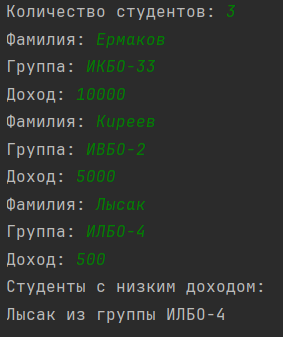 Количество студентов: 3
Фамилия: Ермаков
Группа: ИКБО-33
Доход: 10000
Фамилия: Киреев
Группа: ИВБО-2
Доход: 5000
Фамилия: Лысак
Группа: ИЛБО-4
Доход: 500
Студенты с низким доходом:
Лысак из группы ИЛБО-4